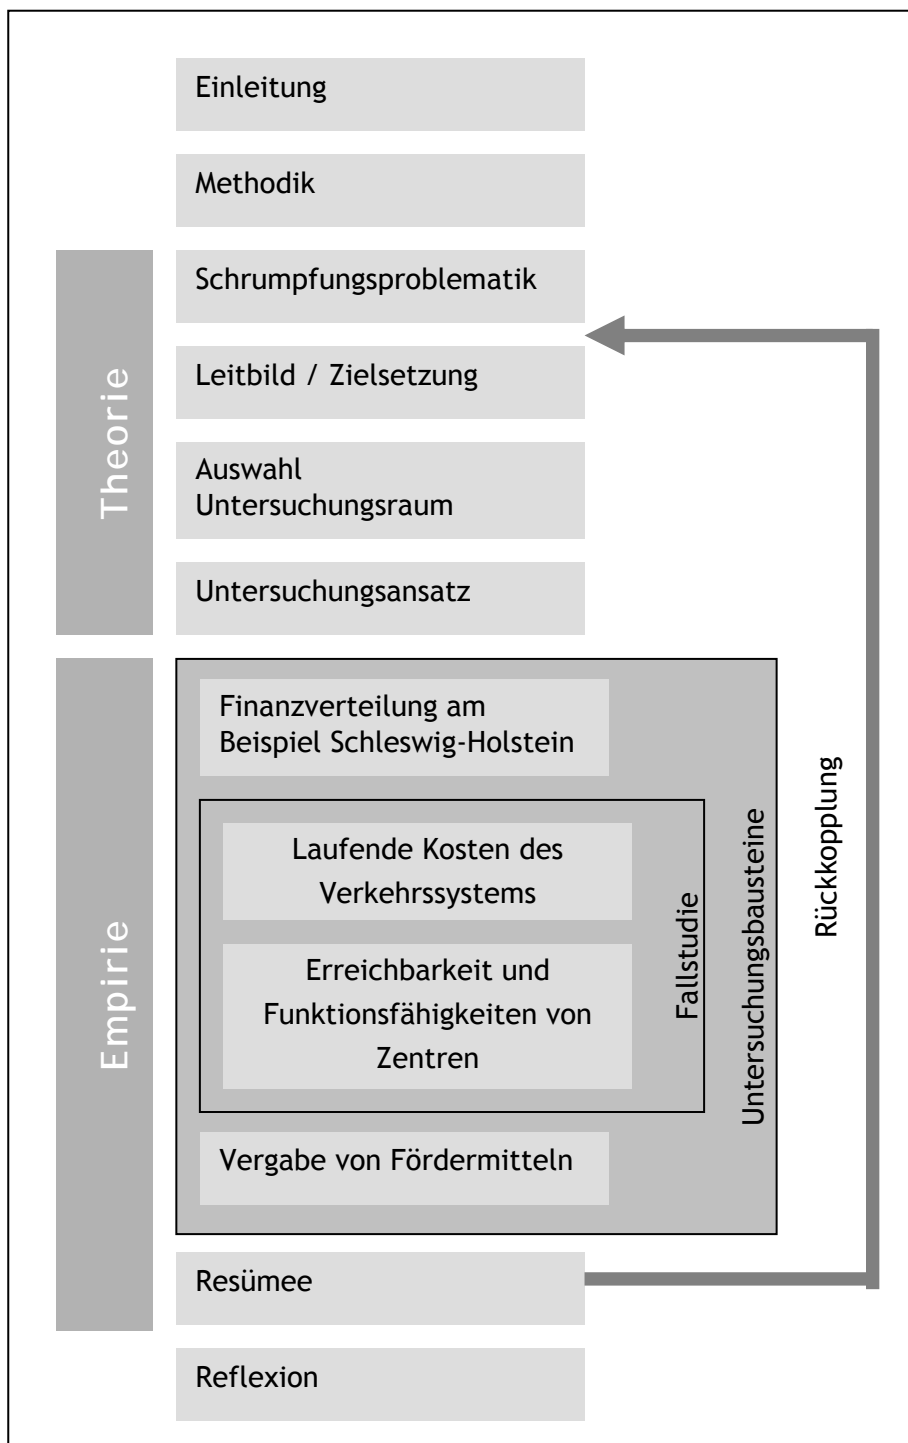 Einleitung
Methodik
Theorie
Schrumpfungsproblematik
Leitbild / Zielsetzung
Auswahl
Untersuchungsraum
Untersuchungsansatz
Empirie
Finanzverteilung am
Beispiel Schleswig-Holstein
Laufende Kosten des
Verkehrssystems
Erreichbarkeit und
Funktionsfähigkeiten von
Zentren
Fallstudie
Untersuchungsbausteine
Rückkopplung
Vergabe von Fördermitteln
Resümee
Reflexion